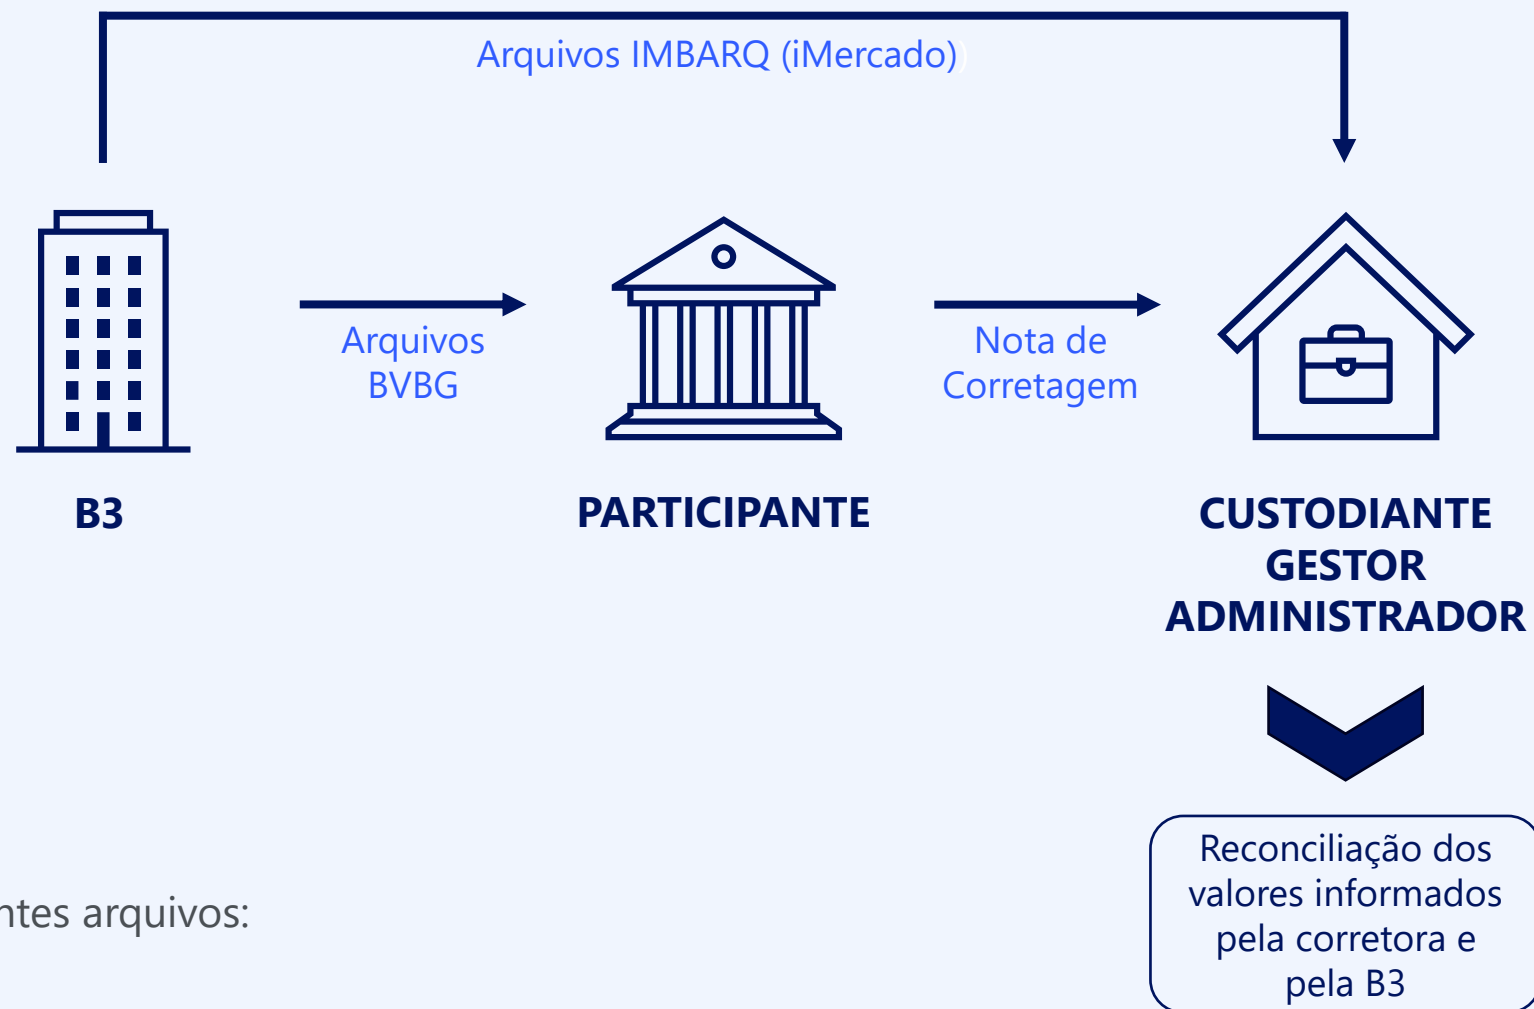 Arquivos IMBARQ (iMercado))
Arquivos
BVBG
Nota de
Corretagem
B3
PARTICIPANTE
CUSTODIANTE
GESTOR
ADMINISTRADOR
Reconciliação dos
valores informados
pela corretora e
pela B3
ntes arquivos: